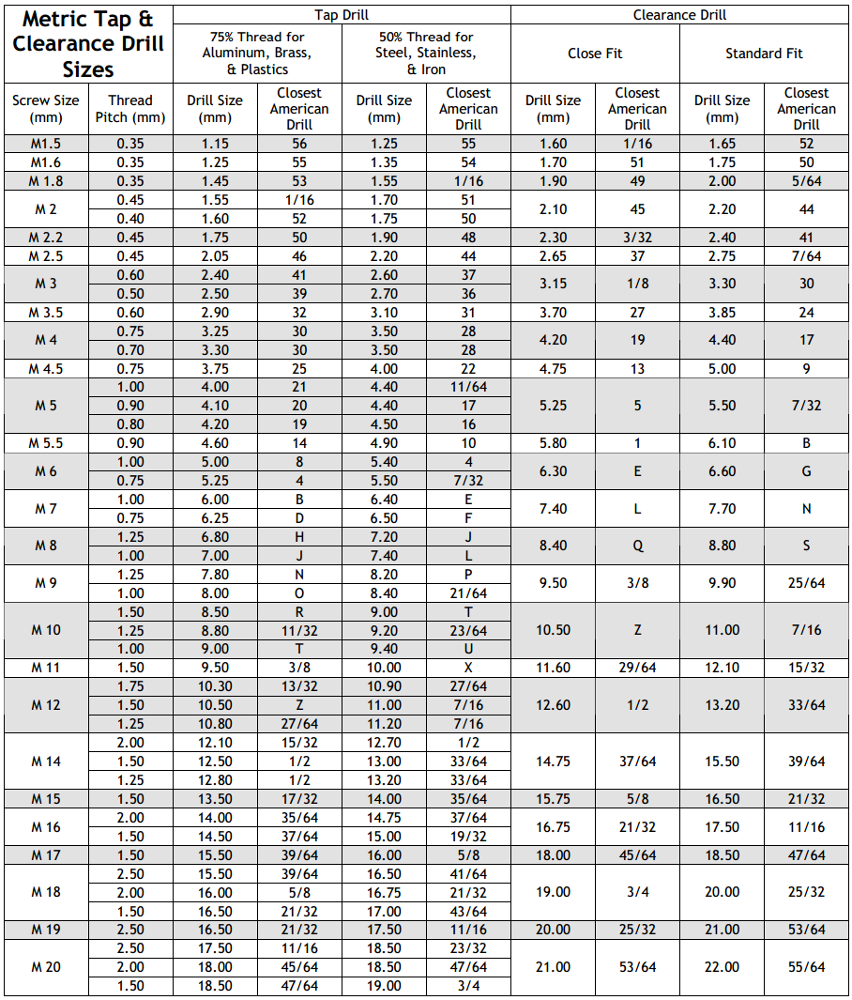 Metric Tap &
Clearance Drill
Sizes
Tap Drill
Clearance Drill
75% Thread for
Aluminum, Brass,
& Plastics
50% Thread for
Steel, Stainless,
& Iron
Close Fit
Standard Fit
Screw Size
(mm)
Thread
Pitch (mm)
Drill Size
(mm)
Closest
American
Drill
Drill Size
(mm)
Closest
American
Drill
Drill Size
(mm)
Closest
American
Drill
Drill Size
(mm)
Closest
American
Drill
M1.5 0.35 1.15 56 1.25 55 1.60 1/16 1.65 52
M1.6 0.35 1.25 55 1.35 54 1.70 51 1.75 50
M 1.8 0.35 1.45 53 1.55 1/16 1.90 49 2.00 5/64
M 2 0.45 1.55 1/16 1.70 51 2.10 45 2.20 44
0.40 1.60 52 1.75 50
M 2.2 0.45 1.75 50 1.90 48 2.30 3/32 2.40 41
M 2.5 0.45 2.05 46 2.20 44 2.65 37 2.75 7/64
M 3 0.60 2.40 41 2.60 37 3.15 1/8 3.30 30
0.50 2.50 39 2.70 36
M 3.5 0.60 2.90 32 3.10 31 3.70 27 3.85 24
M 4 0.75 3.25 30 3.50 28 4.20 19 4.40 17
0.70 3.30 30 3.50 28
M 4.5 0.75 3.75 25 4.00 22 4.75 13 5.00 9
M 5 1.00 4.00 21 4.40 11/64 5.25 5 5.50 7/32
0.90 4.10 20 4.40 17
0.80 4.20 19 4.50 16
M 5.5 0.90 4.60 14 4.90 10 5.80 1 6.10 B
M 6 1.00 5.00 8 5.40 4 6.30 E 6.60 G
0.75 5.25 4 5.50 7/32
M 7 1.00 6.00 B 6.40 E 7.40 L 7.70 N
0.75 6.25 D 6.50 F
M 8 1.25 6.80 H 7.20 J 8.40 Q 8.80 S
1.00 7.00 J 7.40 L
M 9 1.25 7.80 N 8.20 P 9.50 3/8 9.90 25/64
1.00 8.00 O 8.40 21/64
M 10 1.50 8.50 R 9.00 T 10.50 Z 11.00 7/16
1.25 8.80 11/32 9.20 23/64
1.00 9.00 T 9.40 U
M 11 1.50 9.50 3/8 10.00 X 11.60 29/64 12.10 15/32
M 12 1.75 10.30 13/32 10.90 27/64 12.60 1/2 13.20 33/64
1.50 10.50 Z 11.00 7/16
1.25 10.80 27/64 11.20 7/16
M 14 2.00 12.10 15/32 12.70 1/2 14.75 37/64 15.50 39/64
1.50 12.50 1/2 13.00 33/64
1.25 12.80 1/2 13.20 33/64
M 15 1.50 13.50 17/32 14.00 35/64 15.75 5/8 16.50 21/32
M 16 2.00 14.00 35/64 14.75 37/64 16.75 21/32 17.50 11/16
1.50 14.50 37/64 15.00 19/32
M 17 1.50 15.50 39/64 16.00 5/8 18.00 45/64 18.50 47/64
M 18 2.50 15.50 39/64 16.50 41/64 19.00 3/4 20.00 25/32
2.00 16.00 5/8 16.75 21/32
1.50 16.50 21/32 17.00 43/64
M 19 2.50 16.50 21/32 17.50 11/16 20.00 25/32 21.00 53/64
M 20 2.50 17.50 11/16 18.50 23/32 21.00 53/64 22.00 55/64
2.00 18.00 45/64 18.50 47/64
1.50 18.50 47/64 19.00 3/4